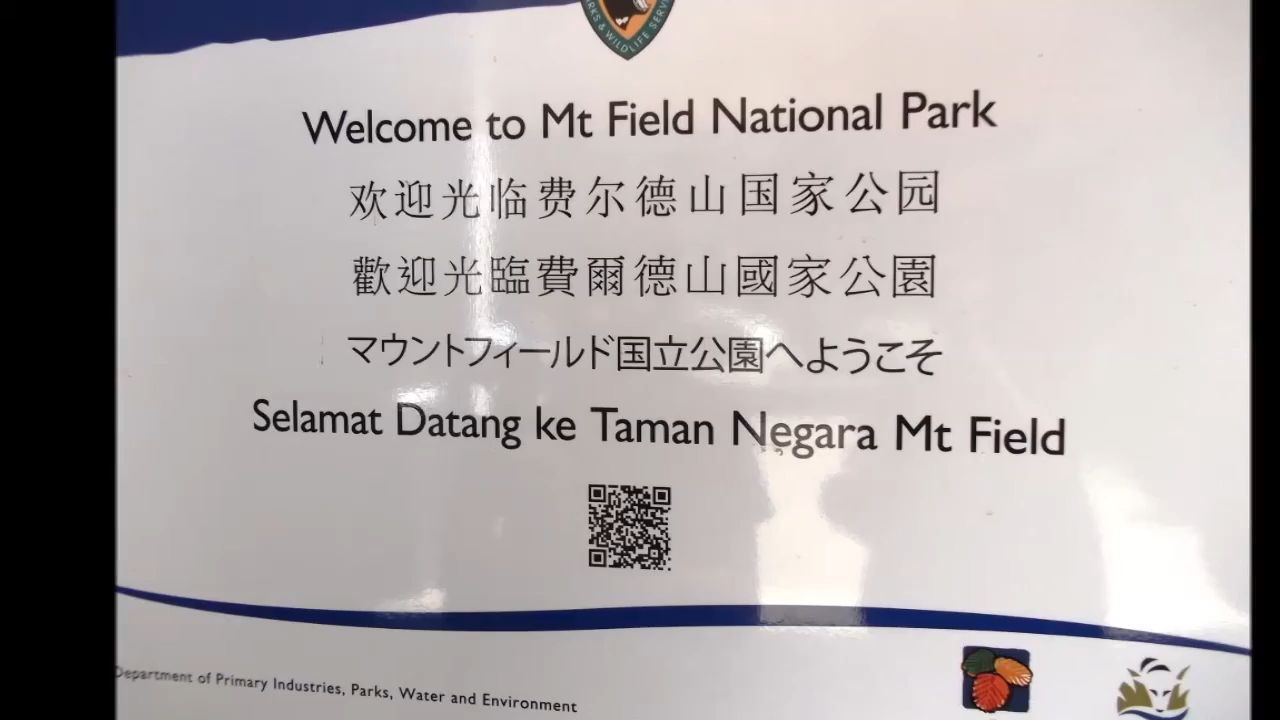 PARKS & WILDLIFE SERVICE
Welcome to Mt Field National Park
欢迎光临费尔德山国家公园
歡迎光臨費爾德山國家公園
マウントフィールド国立公園へようこそ
Selamat Datang ke Taman Negara Mt Field
Department of Primary Industries, Parks, Water and Environment